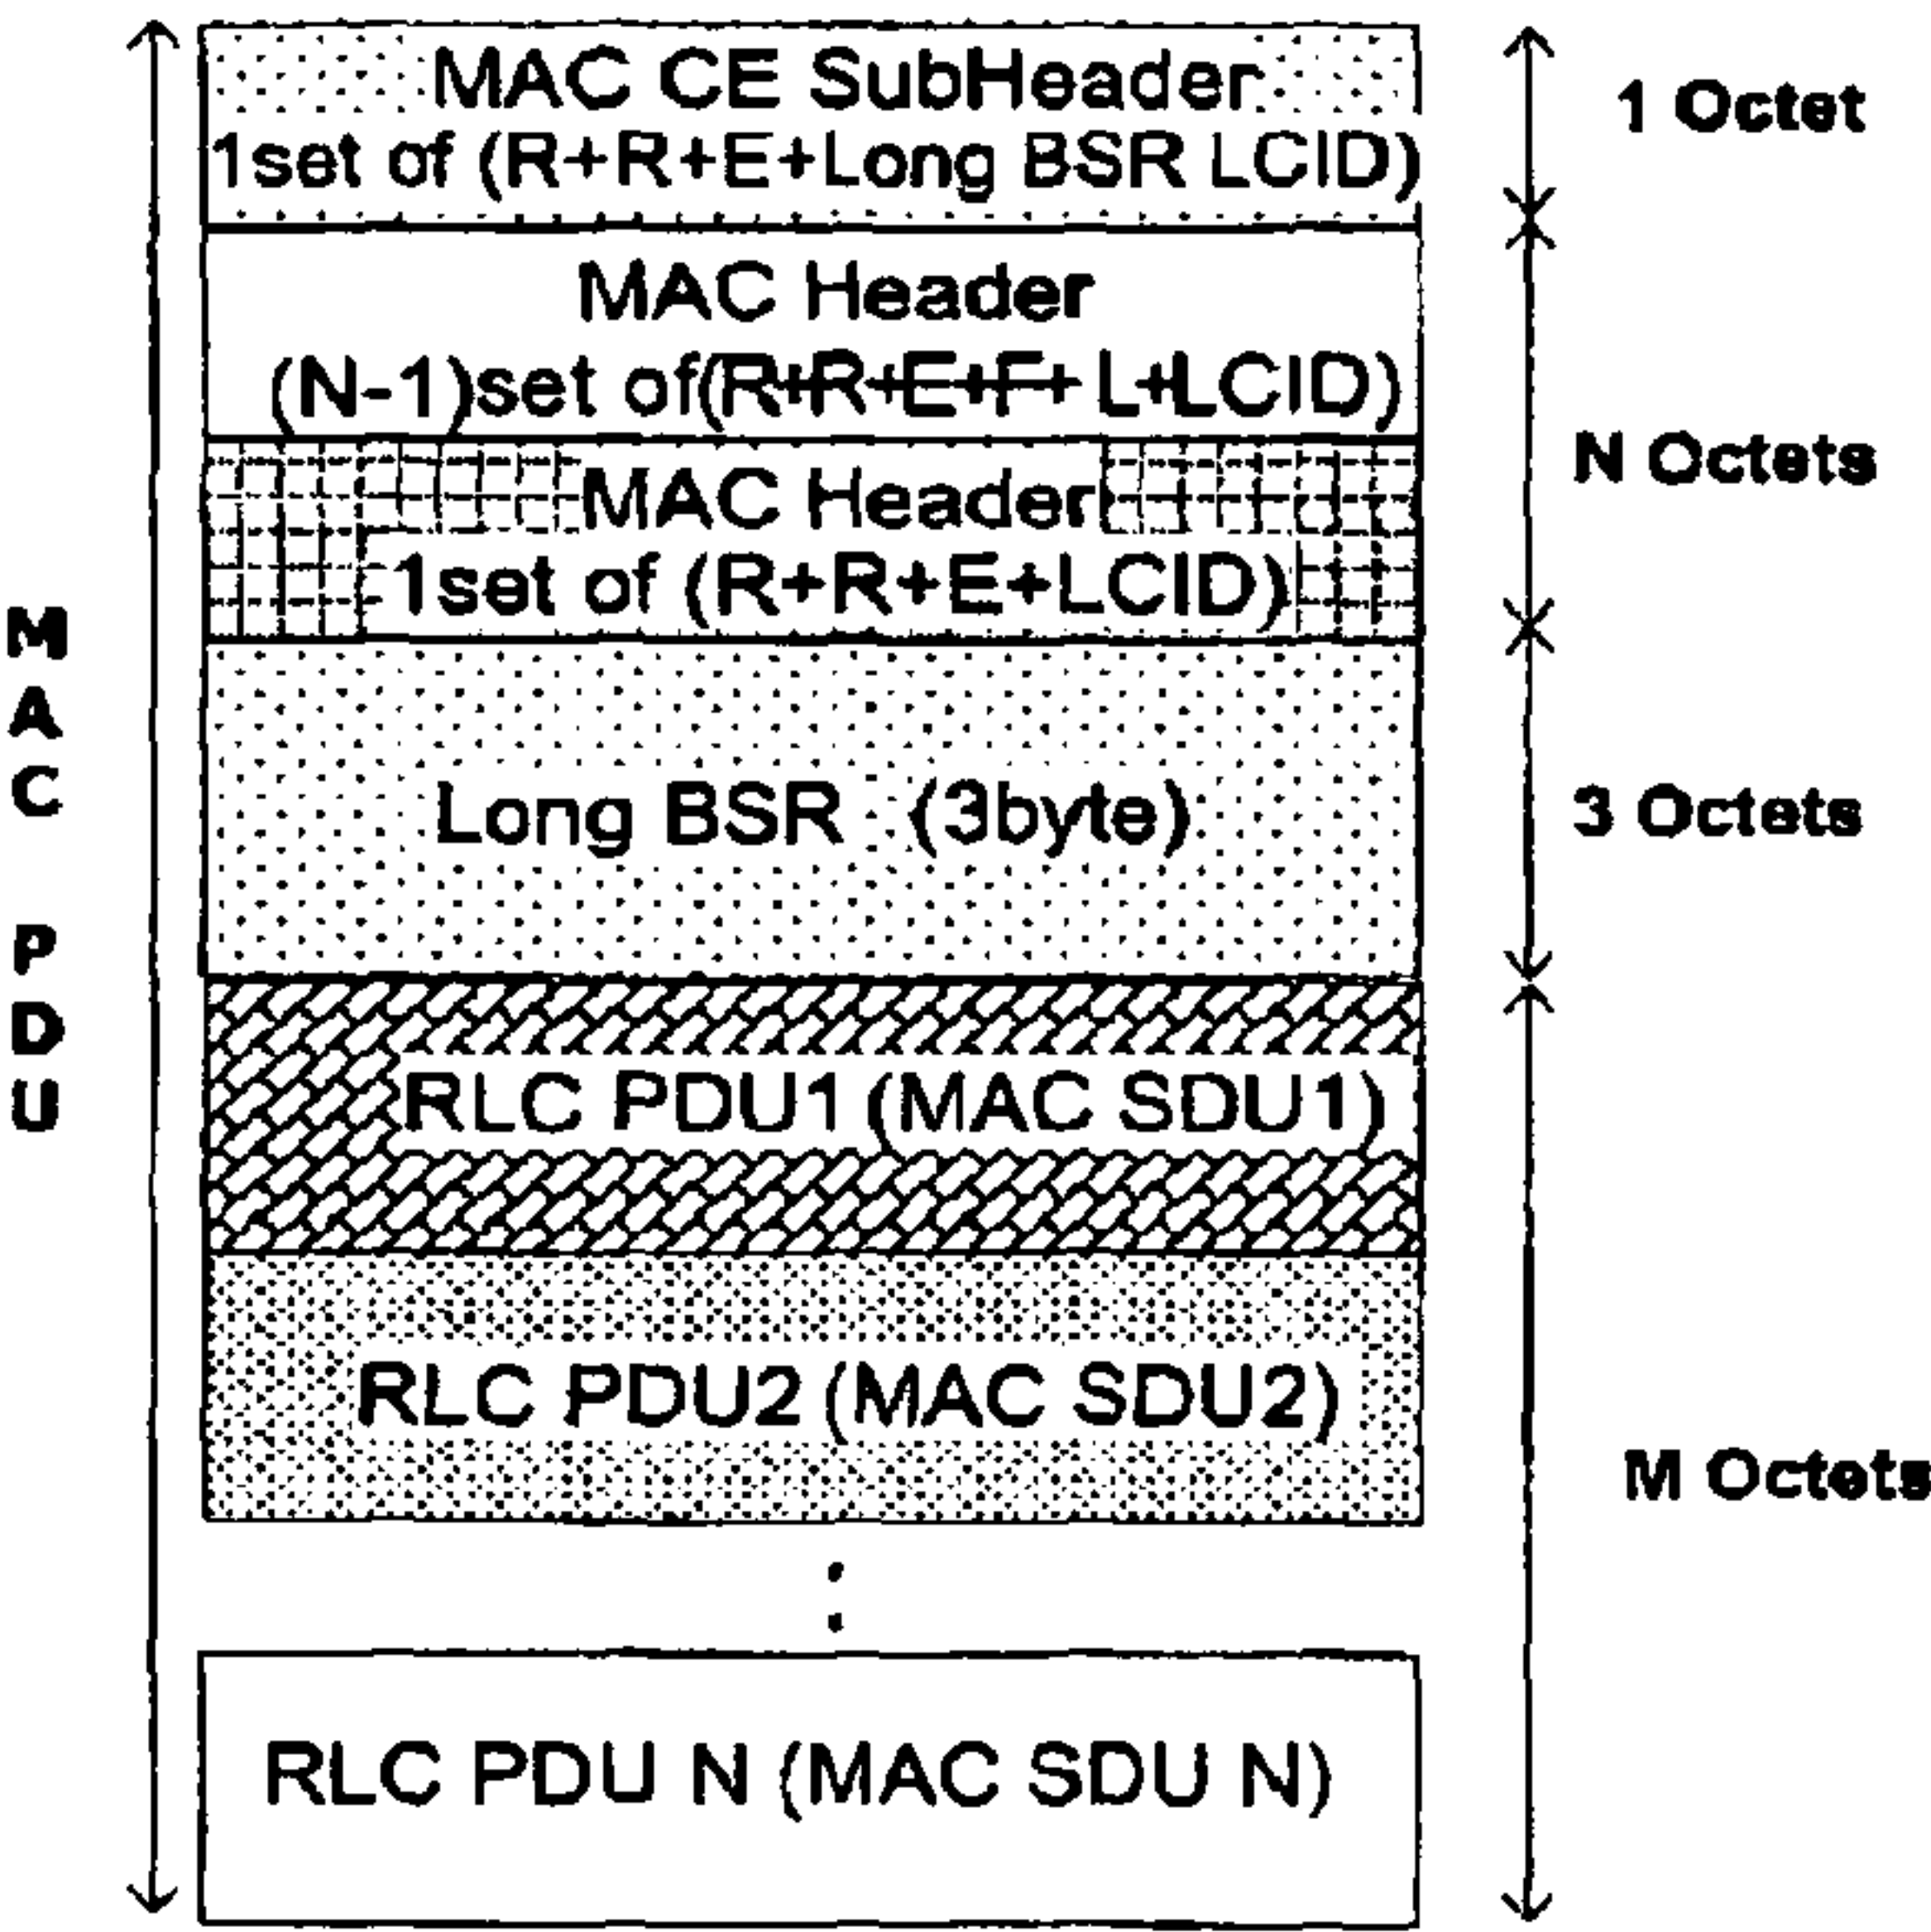 MAC CE SubHeader
1set of (R+R+E+Long BSR LCID)
1 Octet
MAC Header
(N-1)set of(R+R+E+F+L+LCID)
N Octets
MAC Header
1set of (R+R+E+LCID)
MAC PDU
Long BSR (3byte)
3 Octets
RLC PDU1 (MAC SDU1)
RLC PDU2 (MAC SDU2)
M Octets
RLC PDU N (MAC SDU N)